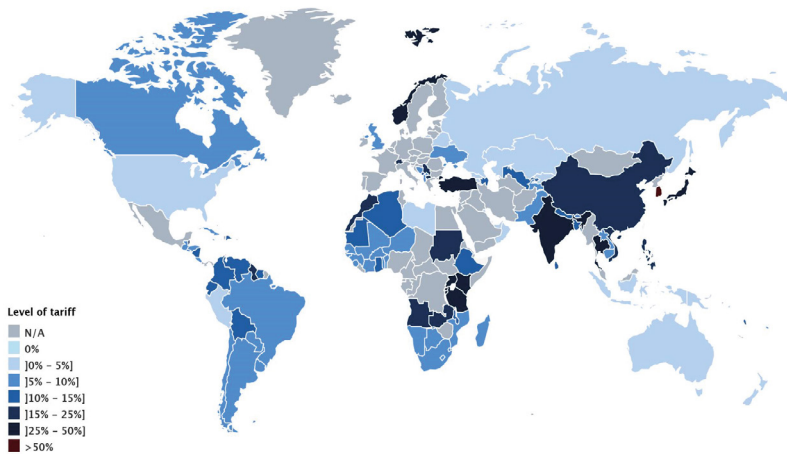 Level of tariff
N/A
0%
]0% - 5%]
]5% - 10%]
]10% - 15%]
]15% - 25%]
]25% - 50%]
>50%